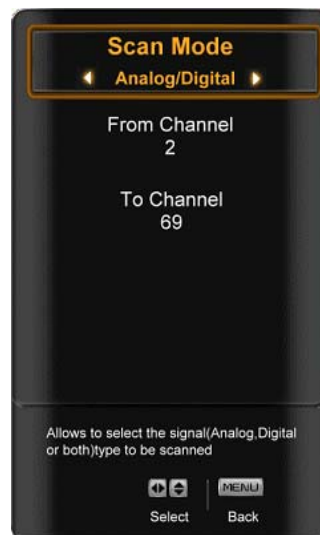 Scan Mode
Analog/Digital
From Channel
2
To Channel
69
Allows to select the signal(Analog,Digital
or both)type to be scanned
MENU
Select Back